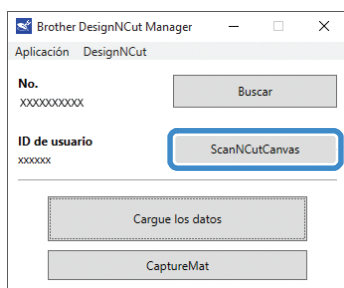 Brother DesignNCut Manager
Aplicación DesignNCut
No.
XXXXXXXXXX
Buscar
ID de usuario
xxxxxx
ScanNCutCanvas
Cargue los datos
CaptureMat